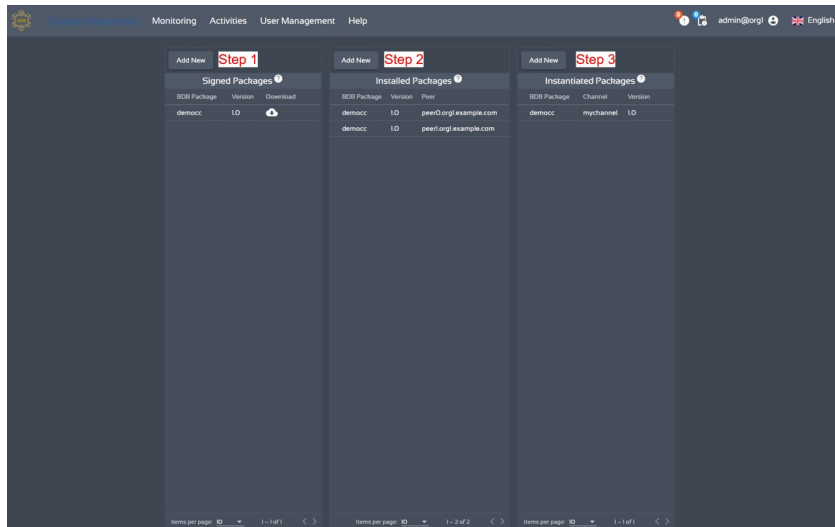 Monitoring Activities User Management Help
0 0 admin@org1 English
Add New Step 1
Signed Packages ?
BDB Package Version Download
democc 1.0
Items per page: 10 1 – 1 of 1
Add New Step 2
Installed Packages ?
BDB Package Version Peer
democc 1.0 peer0.org1.example.com
democc 1.0 peer1.org1.example.com
Items per page: 10 1 – 2 of 2
Add New Step 3
Instantiated Packages ?
BDB Package Channel Version
democc mychannel 1.0
Items per page: 10 1 – 1 of 1